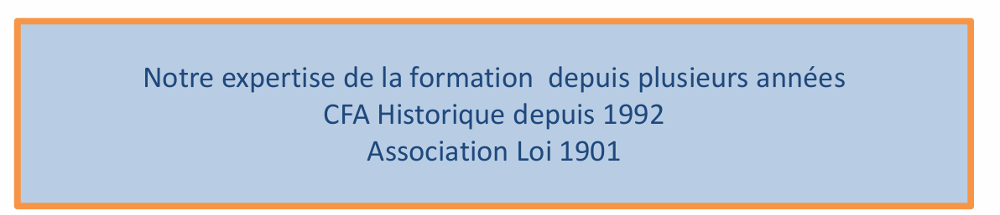 Notre expertise de la formation  depuis plusieurs années
CFA Historique depuis 1992
Association Loi 1901